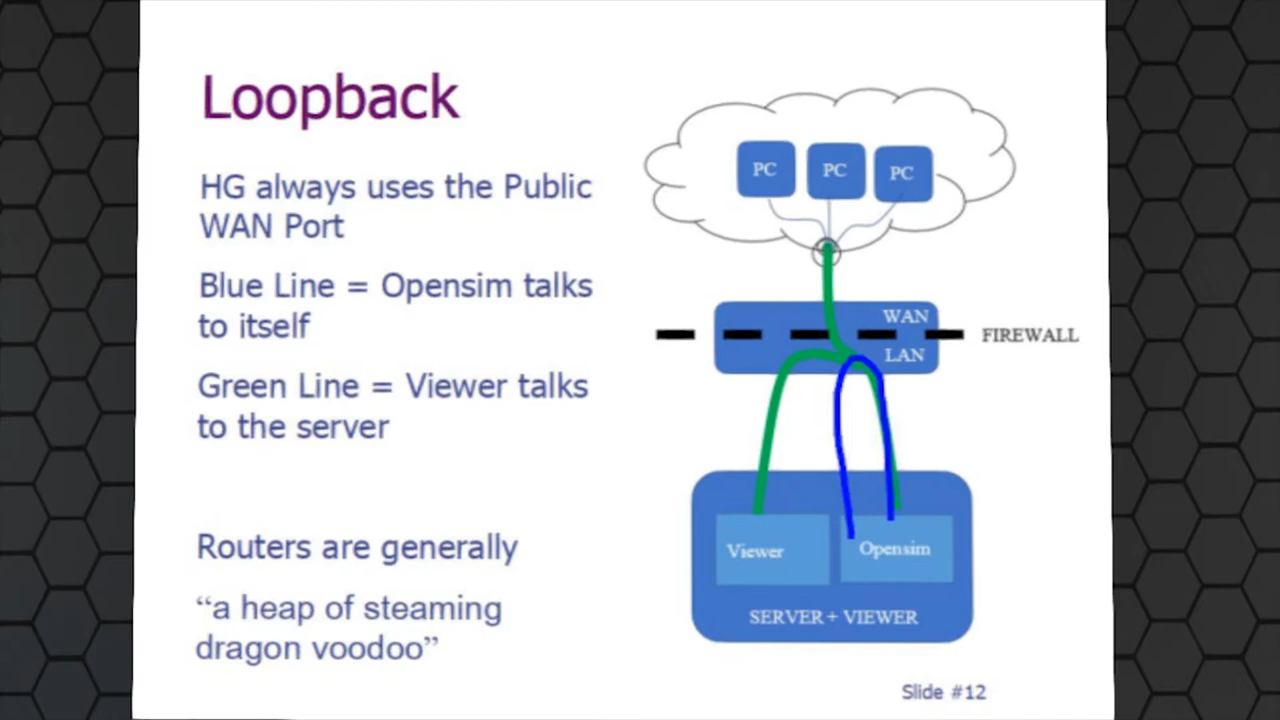 Loopback
HG always uses the Public
WAN Port
Blue Line = Opensim talks
to itself
Green Line = Viewer talks
to the server
Routers are generally
“a heap of steaming
dragon voodoo”
PC PC PC
WAN
FIREWALL
LAN
Viewer
Opensim
SERVER + VIEWER
Slide #12